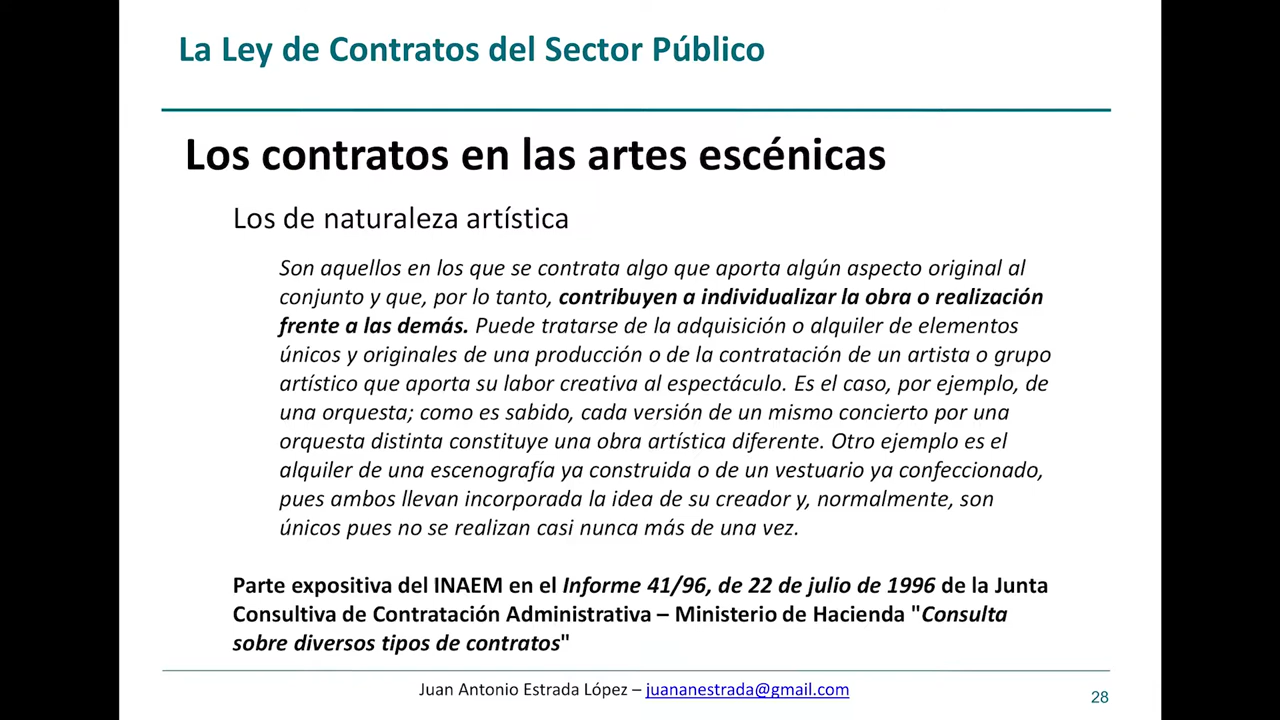 La Ley de Contratos del Sector Público
Los contratos en las artes escénicas
Los de naturaleza artística
Son aquellos en los que se contrata algo que aporta algún aspecto original al
conjunto y que, por lo tanto, contribuyen a individualizar la obra o realización
frente a las demás. Puede tratarse de la adquisición o alquiler de elementos
únicos y originales de una producción o de la contratación de un artista o grupo
artístico que aporta su labor creativa al espectáculo. Es el caso, por ejemplo, de
una orquesta; como es sabido, cada versión de un mismo concierto por una
orquesta distinta constituye una obra artística diferente. Otro ejemplo es el
alquiler de una escenografía ya construida o de un vestuario ya confeccionado,
pues ambos llevan incorporada la idea de su creador y, normalmente, son
únicos pues no se realizan casi nunca más de una vez.
Parte expositiva del INAEM en el Informe 41/96, de 22 de julio de 1996 de la Junta
Consultiva de Contratación Administrativa – Ministerio de Hacienda "Consulta
sobre diversos tipos de contratos"
Juan Antonio Estrada López – juananestrada@gmail.com
28